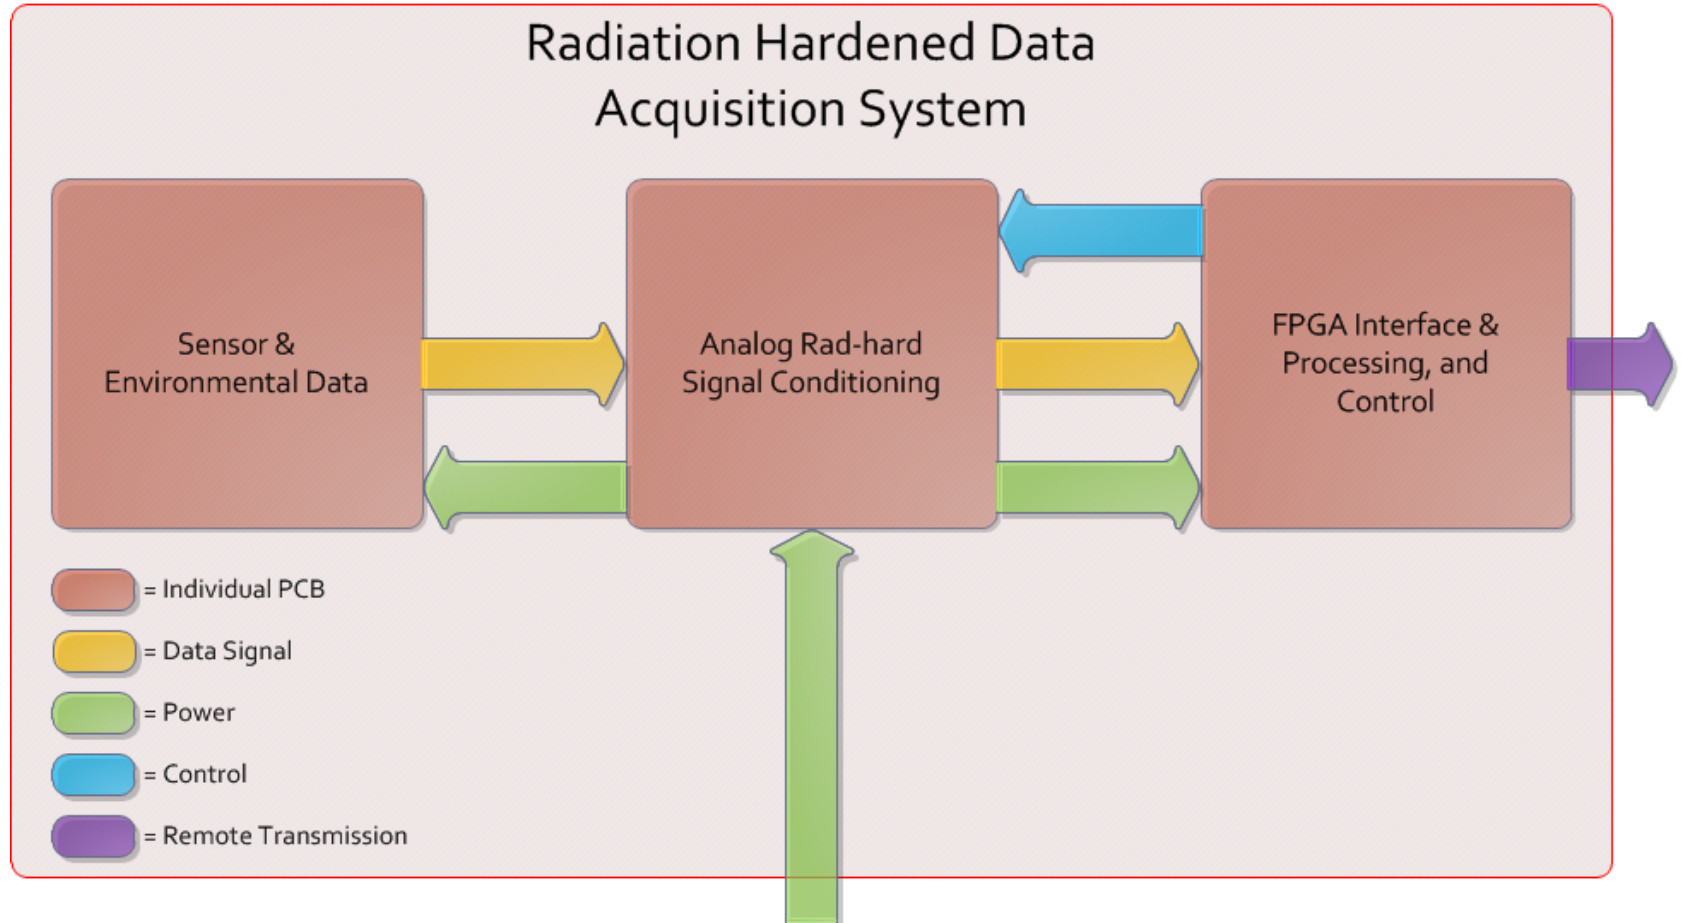 Radiation Hardened Data
Acquisition System
Sensor &
Environmental Data
Analog Rad-hard
Signal Conditioning
FPGA Interface &
Processing, and
Control
= Individual PCB
= Data Signal
= Power
= Control
= Remote Transmission